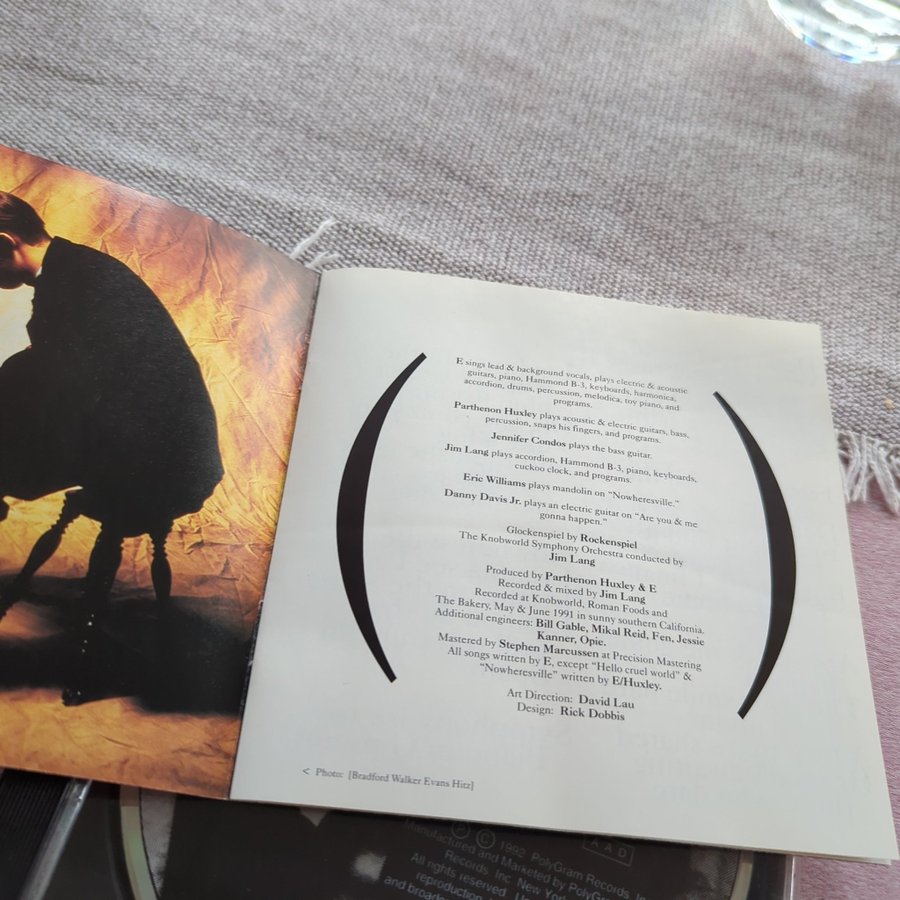 E sings lead & background vocals, plays electric & acoustic
guitars, piano, Hammond B-3, keyboards, harmonica,
accordion, drums, percussion, melodica, toy piano, and
programs.
Parthenon Huxley plays acoustic & electric guitars, bass,
percussion, snaps his fingers, and programs.
Jennifer Condos plays the bass guitar.
Jim Lang plays accordion, Hammond B-3, piano, keyboards,
cuckoo clock, and programs.
Eric Williams plays mandolin on “Nowheresville.”
Danny Davis Jr. plays an electric guitar on “Are you & me
gonna happen.”
Glockenspiel by Rockenspiel
The Knobworld Symphony Orchestra conducted by
Jim Lang
Produced by Parthenon Huxley & E
Recorded & mixed by Jim Lang
Recorded at Knobworld, Roman Foods and
The Bakery, May & June 1991 in sunny southern California.
Additional engineers: Bill Gable, Mikal Reid, Fen, Jessie
Kanner, Opie.
Mastered by Stephen Marcussen at Precision Mastering
All songs written by E, except “Hello cruel world” &
“Nowheresville” written by E/Huxley.
Art Direction: David Lau
Design: Rick Dobbis
< Photo: [Bradford Walker Evans Hitz]
℗ © 1992 PolyGram Records, In
AAD
Manufactured and Marketed by PolyGram
Records, Inc. New York
All rights reserved. Un
reproduction
and broadc